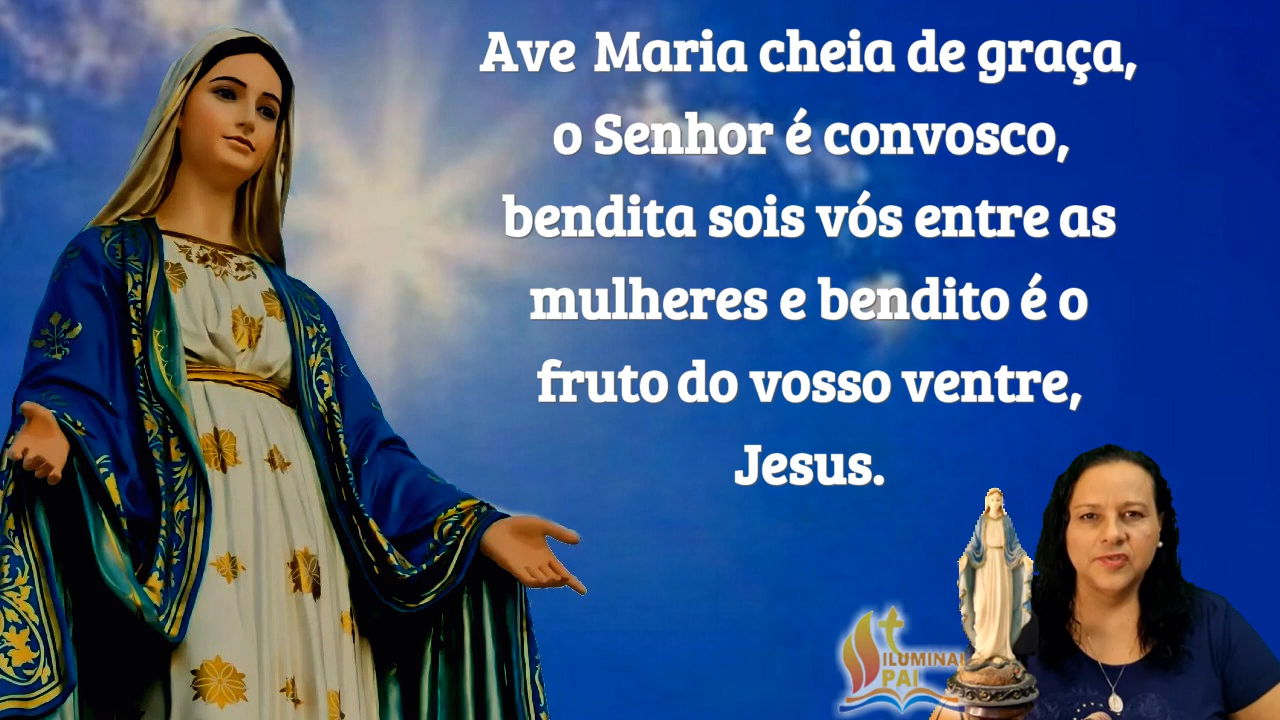 Ave Maria cheia de graça,
o Senhor é convosco,
bendita sois vós entre as
mulheres e bendito é o
fruto do vosso ventre,
Jesus.
ILUMINAI
PAI